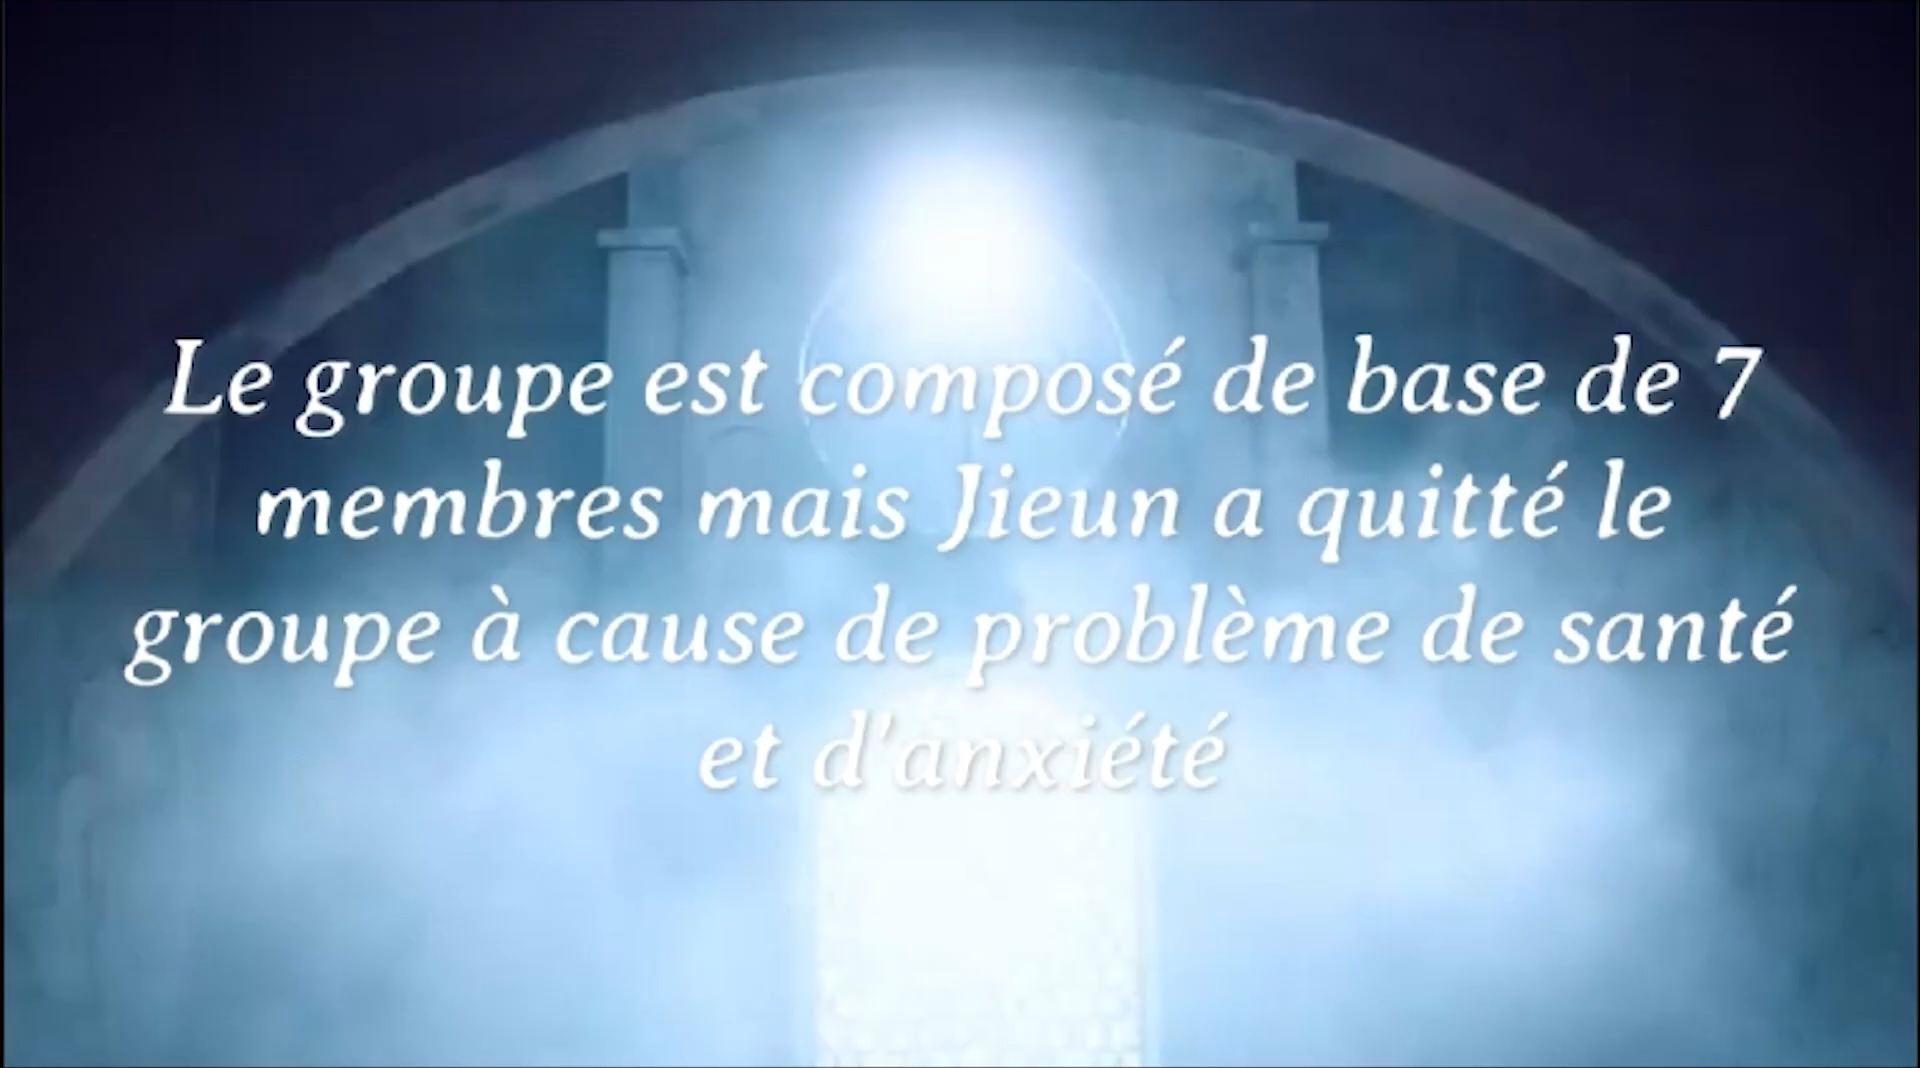 Le groupe est composé de base de 7
membres mais Jieun a quitté le
groupe à cause de problème de santé
et d'anxiété